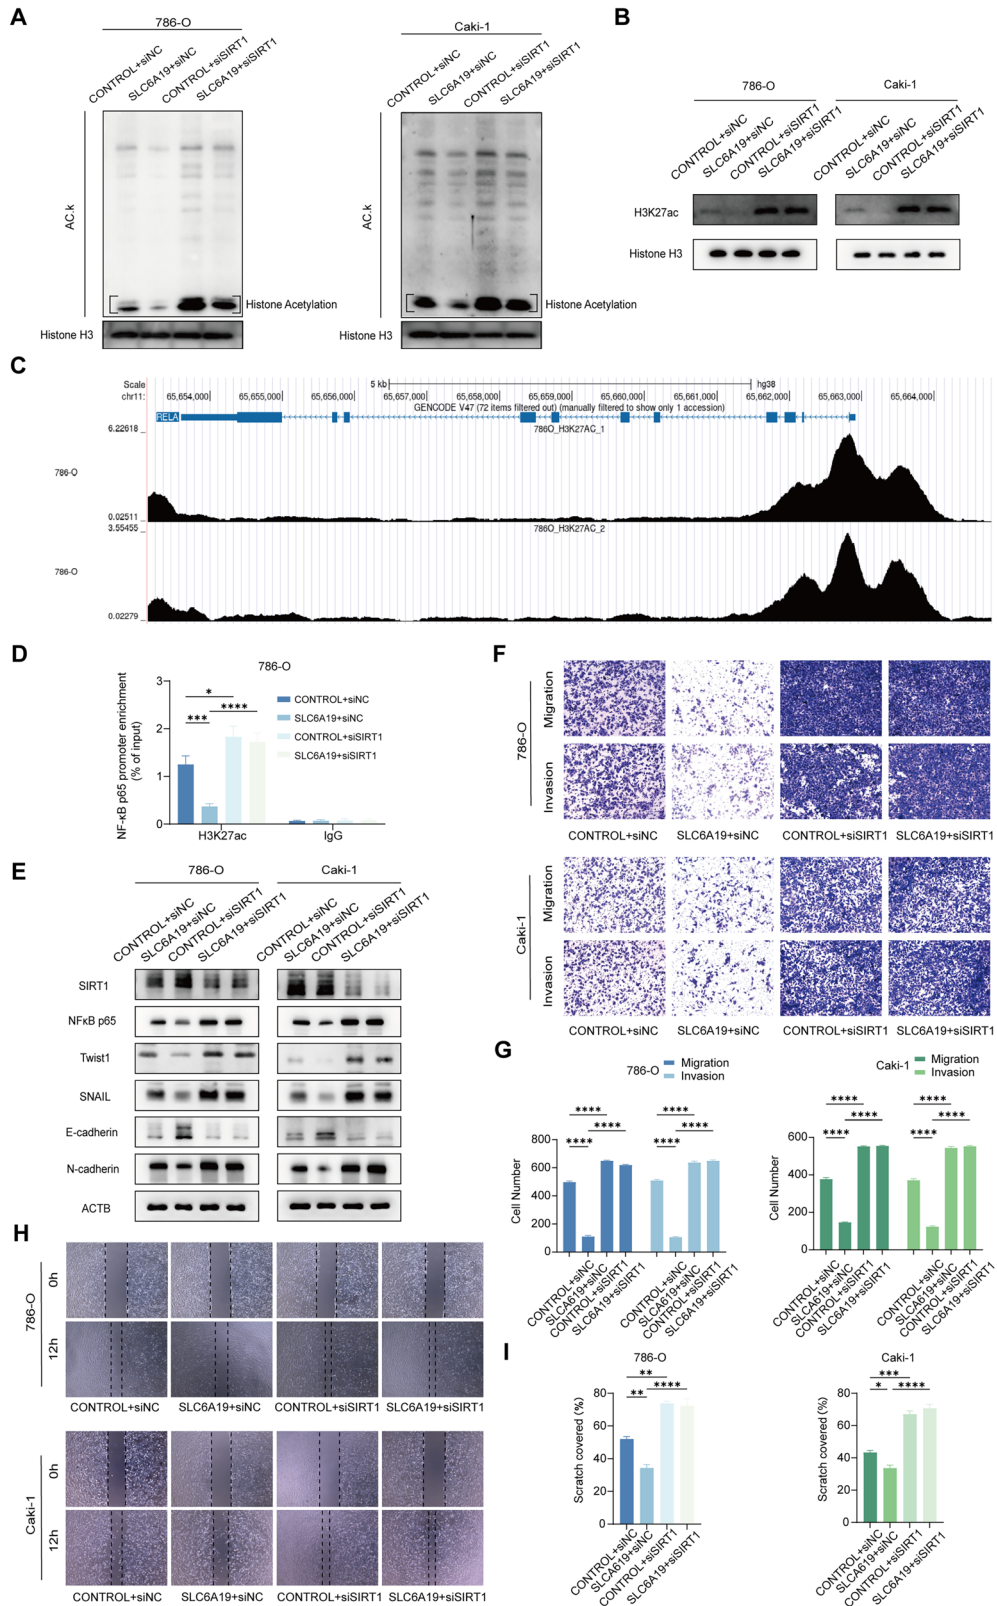 A
786-O
CONTROL+siNC
SLC6A19+siNC
CONTROL+siSIRT1
SLC6A19+siSIRT1
AC.k
Histone Acetylation
Histone H3
Caki-1
CONTROL+siNC
SLC6A19+siNC
CONTROL+siSIRT1
SLC6A19+siSIRT1
AC.k
Histone Acetylation
Histone H3
B
786-O
Caki-1
CONTROL+siNC
SLC6A19+siNC
CONTROL+siSIRT1
SLC6A19+siSIRT1
CONTROL+siNC
SLC6A19+siNC
CONTROL+siSIRT1
SLC6A19+siSIRT1
H3K27ac
Histone H3
C
Scale
5 kb
hg38
chr11:
65,654,000
65,655,000
65,656,000
65,657,000
65,658,000
65,659,000
65,660,000
65,661,000
65,662,000
65,663,000
65,664,000
GENCODE V47 (72 items filtered out) (manually filtered to show only 1 accession)
RELA
6.22618
786O_H3K27AC_1
786-O
0.02511
3.55455
786O_H3K27AC_2
786-O
0.02279
D
786-O
NF-κB p65 promoter enrichment
(% of input)
3
2
1
0
*
***
****
CONTROL+siNC
SLC6A19+siNC
CONTROL+siSIRT1
SLC6A19+siSIRT1
H3K27ac
IgG
E
786-O
Caki-1
CONTROL+siNC
SLC6A19+siNC
CONTROL+siSIRT1
SLC6A19+siSIRT1
CONTROL+siNC
SLC6A19+siNC
CONTROL+siSIRT1
SLC6A19+siSIRT1
SIRT1
NFκB p65
Twist1
SNAIL
E-cadherin
N-cadherin
ACTB
F
786-O
Migration
Invasion
CONTROL+siNC
SLC6A19+siNC
CONTROL+siSIRT1
SLC6A19+siSIRT1
Caki-1
Migration
Invasion
CONTROL+siNC
SLC6A19+siNC
CONTROL+siSIRT1
SLC6A19+siSIRT1
G
786-O
Migration
Invasion
Cell Number
800
600
400
200
0
****
****
****
****
****
****
CONTROL+siNC
SLCA619+siNC
CONTROL+siSIRT1
SLC6A19+siSIRT1
CONTROL+siNC
SLCA619+siNC
CONTROL+siSIRT1
SLC6A19+siSIRT1
Caki-1
Migration
Invasion
Cell Number
600
400
200
0
****
****
****
****
****
****
CONTROL+siNC
SLCA619+siNC
CONTROL+siSIRT1
SLC6A19+siSIRT1
CONTROL+siNC
SLCA619+siNC
CONTROL+siSIRT1
SLC6A19+siSIRT1
H
786-O
0h
12h
CONTROL+siNC
SLC6A19+siNC
CONTROL+siSIRT1
SLC6A19+siSIRT1
Caki-1
0h
12h
CONTROL+siNC
SLC6A19+siNC
CONTROL+siSIRT1
SLC6A19+siSIRT1
I
786-O
Scratch covered (%)
80
60
40
20
0
**
**
****
CONTROL+siNC
SLCA619+siNC
CONTROL+siSIRT1
SLC6A19+siSIRT1
Caki-1
Scratch covered (%)
80
60
40
20
0
***
*
****
CONTROL+siNC
SLCA619+siNC
CONTROL+siSIRT1
SLC6A19+siSIRT1